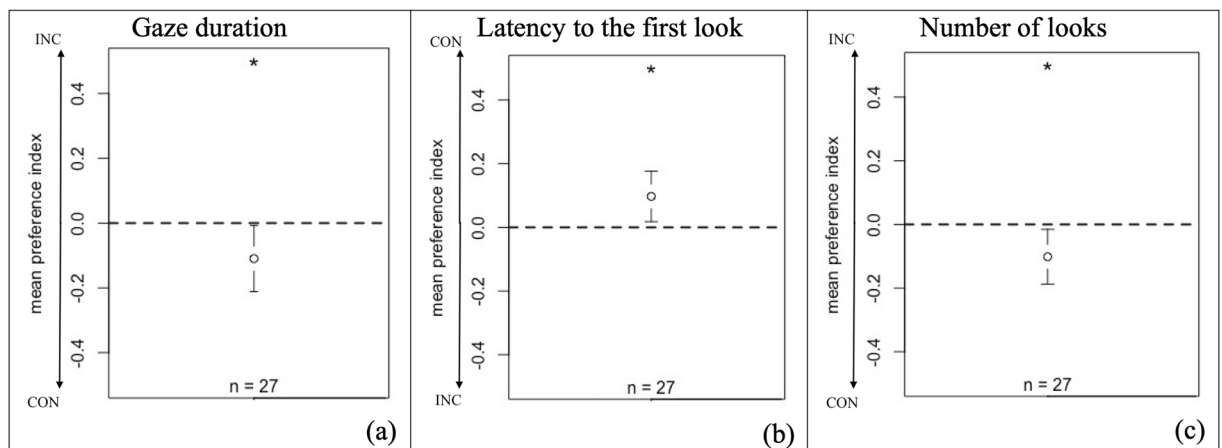 Gaze duration
INC
*
0.4
0.2
0.0
-0.2
-0.4
mean preference index
n = 27
CON
(a)
Latency to the first look
CON
*
0.4
0.2
0.0
-0.2
-0.4
mean preference index
n = 27
INC
(b)
Number of looks
INC
*
0.4
0.2
0.0
-0.2
-0.4
mean preference index
n = 27
CON
(c)